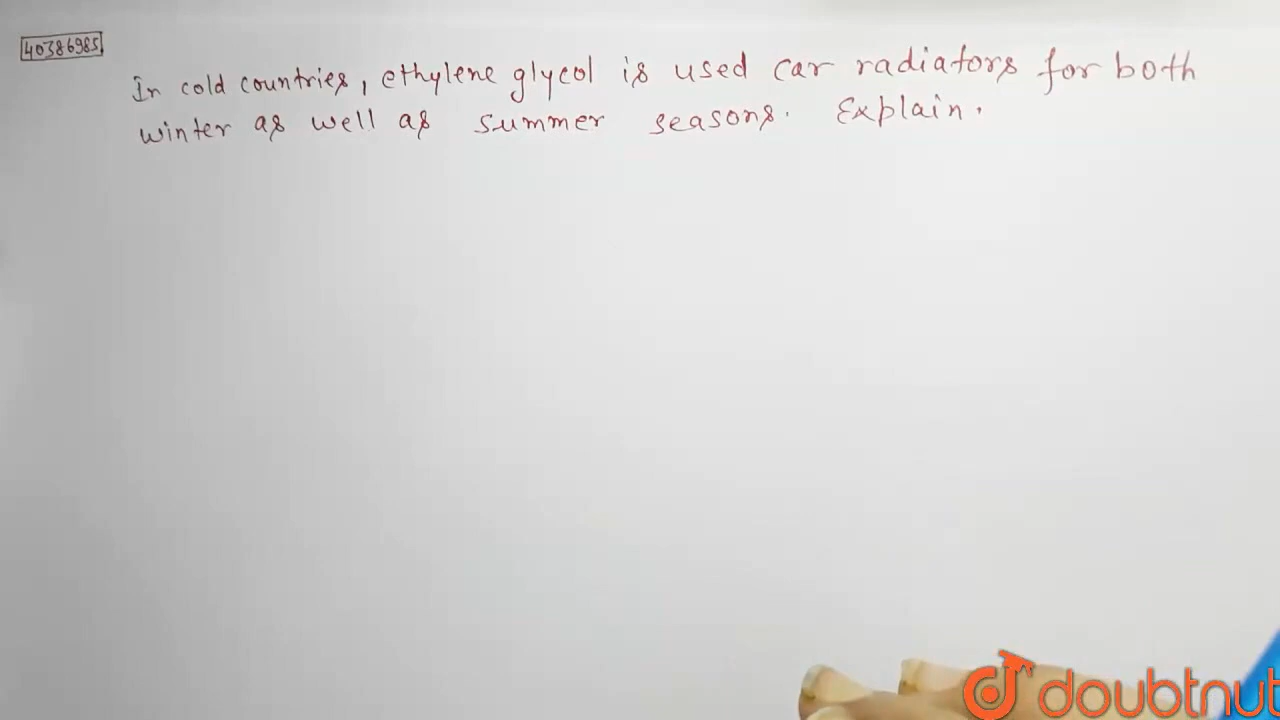 40386985
In cold countries, ethylene glycol is used car radiators for both
winter as well as summer seasons. Explain.
doubtnut